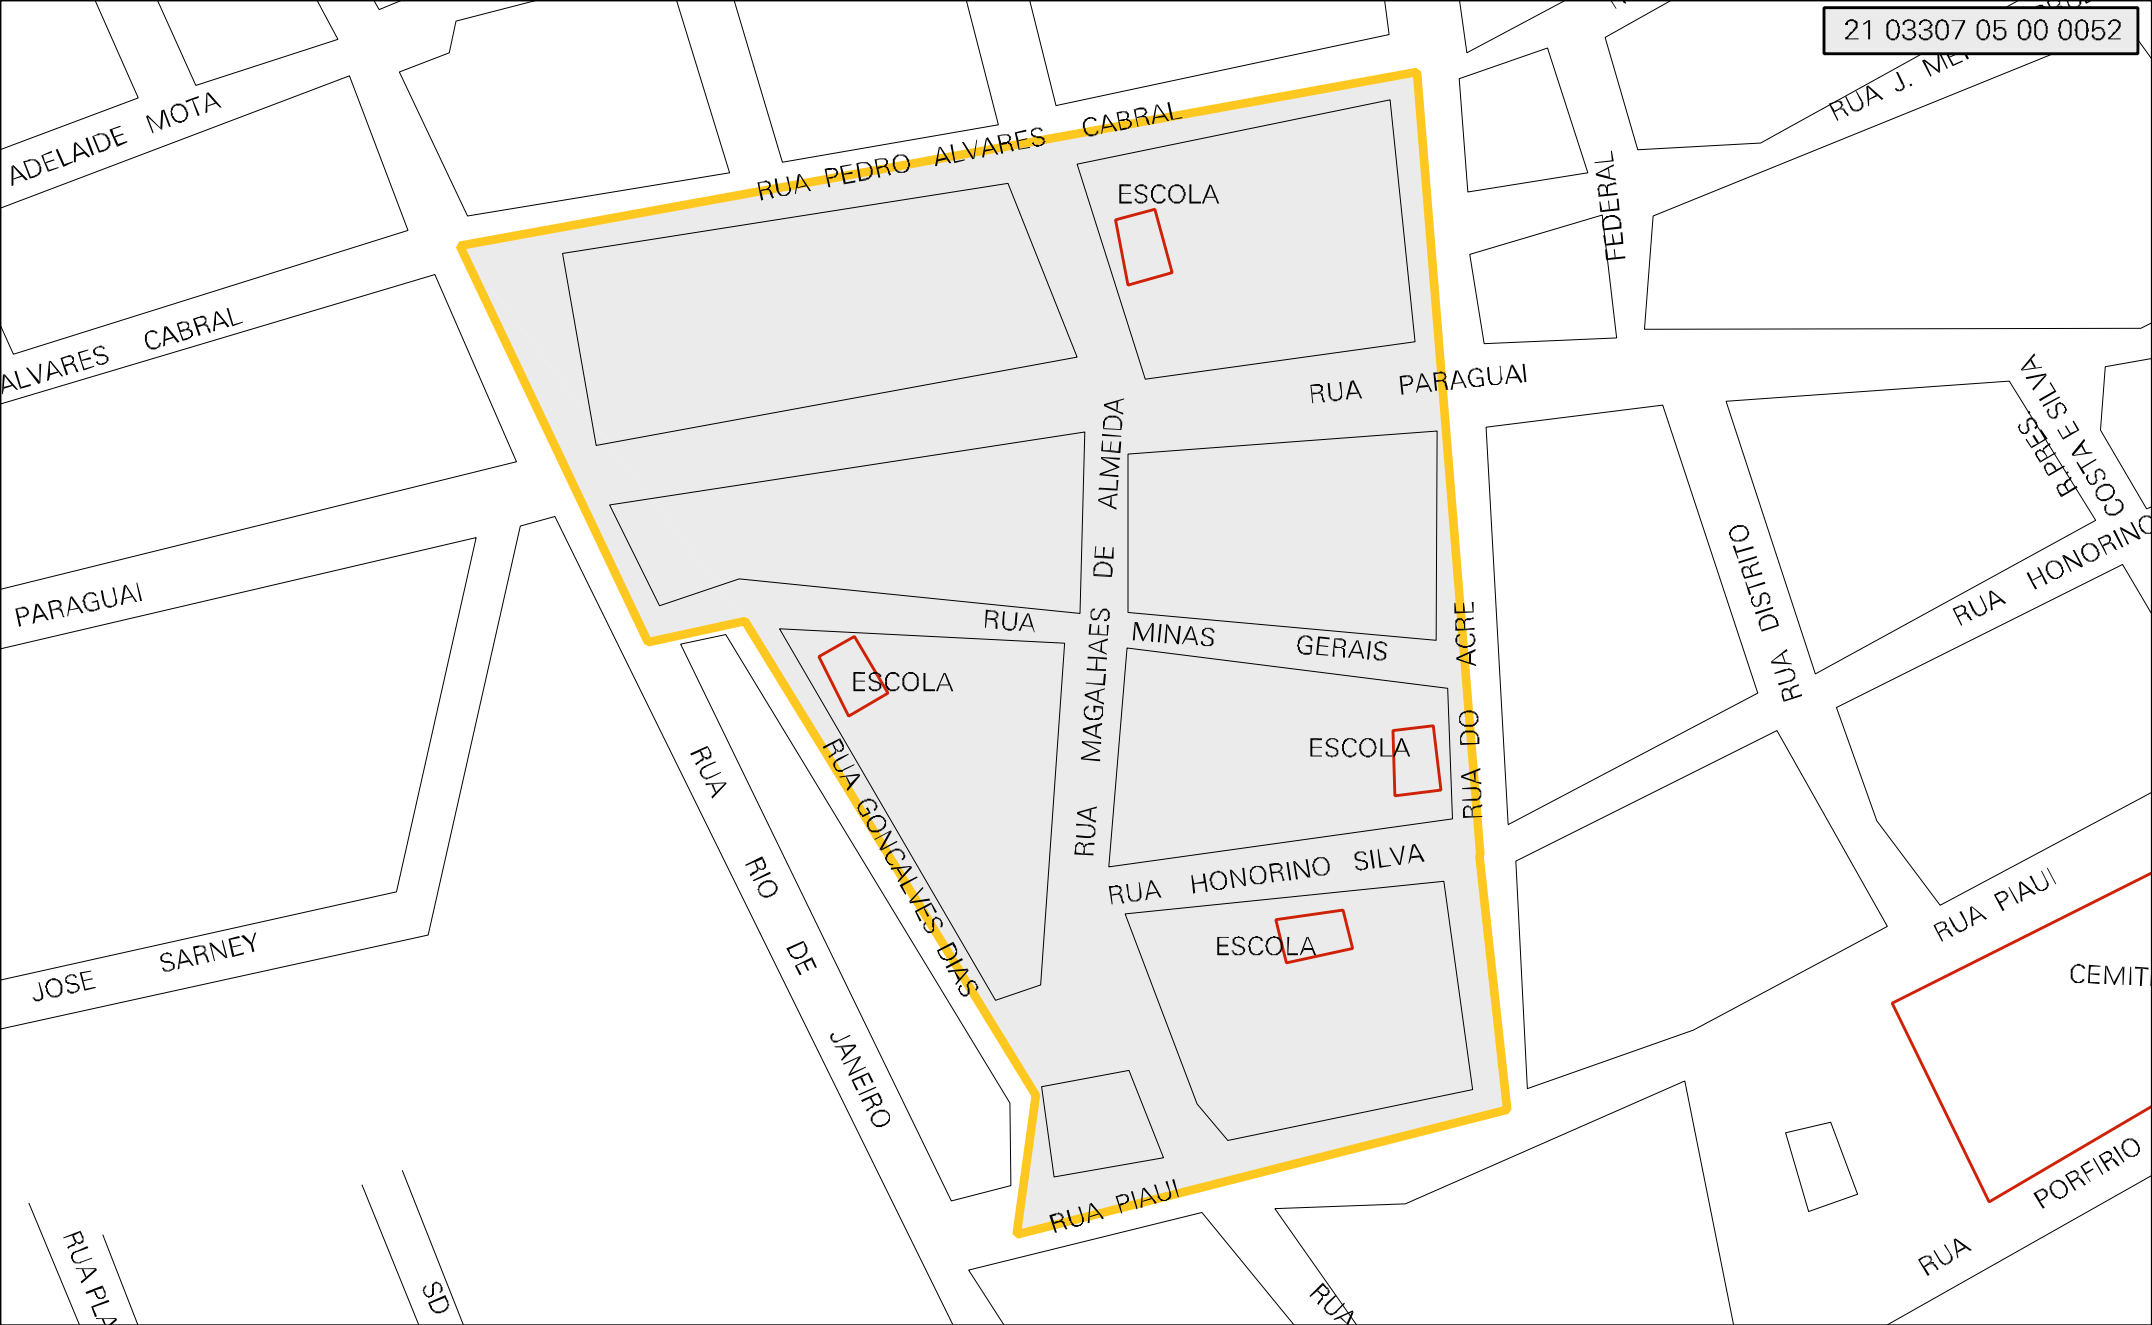 21 03307 05 00 0052
RUA J.
ADELAIDE MOTA
RUA PEDRO ALVARES CABRAL
ESCOLA
FEDERAL
ALVARES CABRAL
RUA PARAGUAI
B.PRES.
COSTA E SILVA
RUA MAGALHAES DE ALMEIDA
RUA HONORINO
PARAGUAI
RUA DISTRITO
RUA MINAS GERAIS
RUA DO ACRE
ESCOLA
ESCOLA
RUA GONCALVES DIAS
RUA RIO DE JANEIRO
RUA HONORINO SILVA
ESCOLA
RUA PIAUI
JOSE SARNEY
CEMIT
RUA PORFIRIO
RUA PIAUI
RUA PLA
SD
RUA